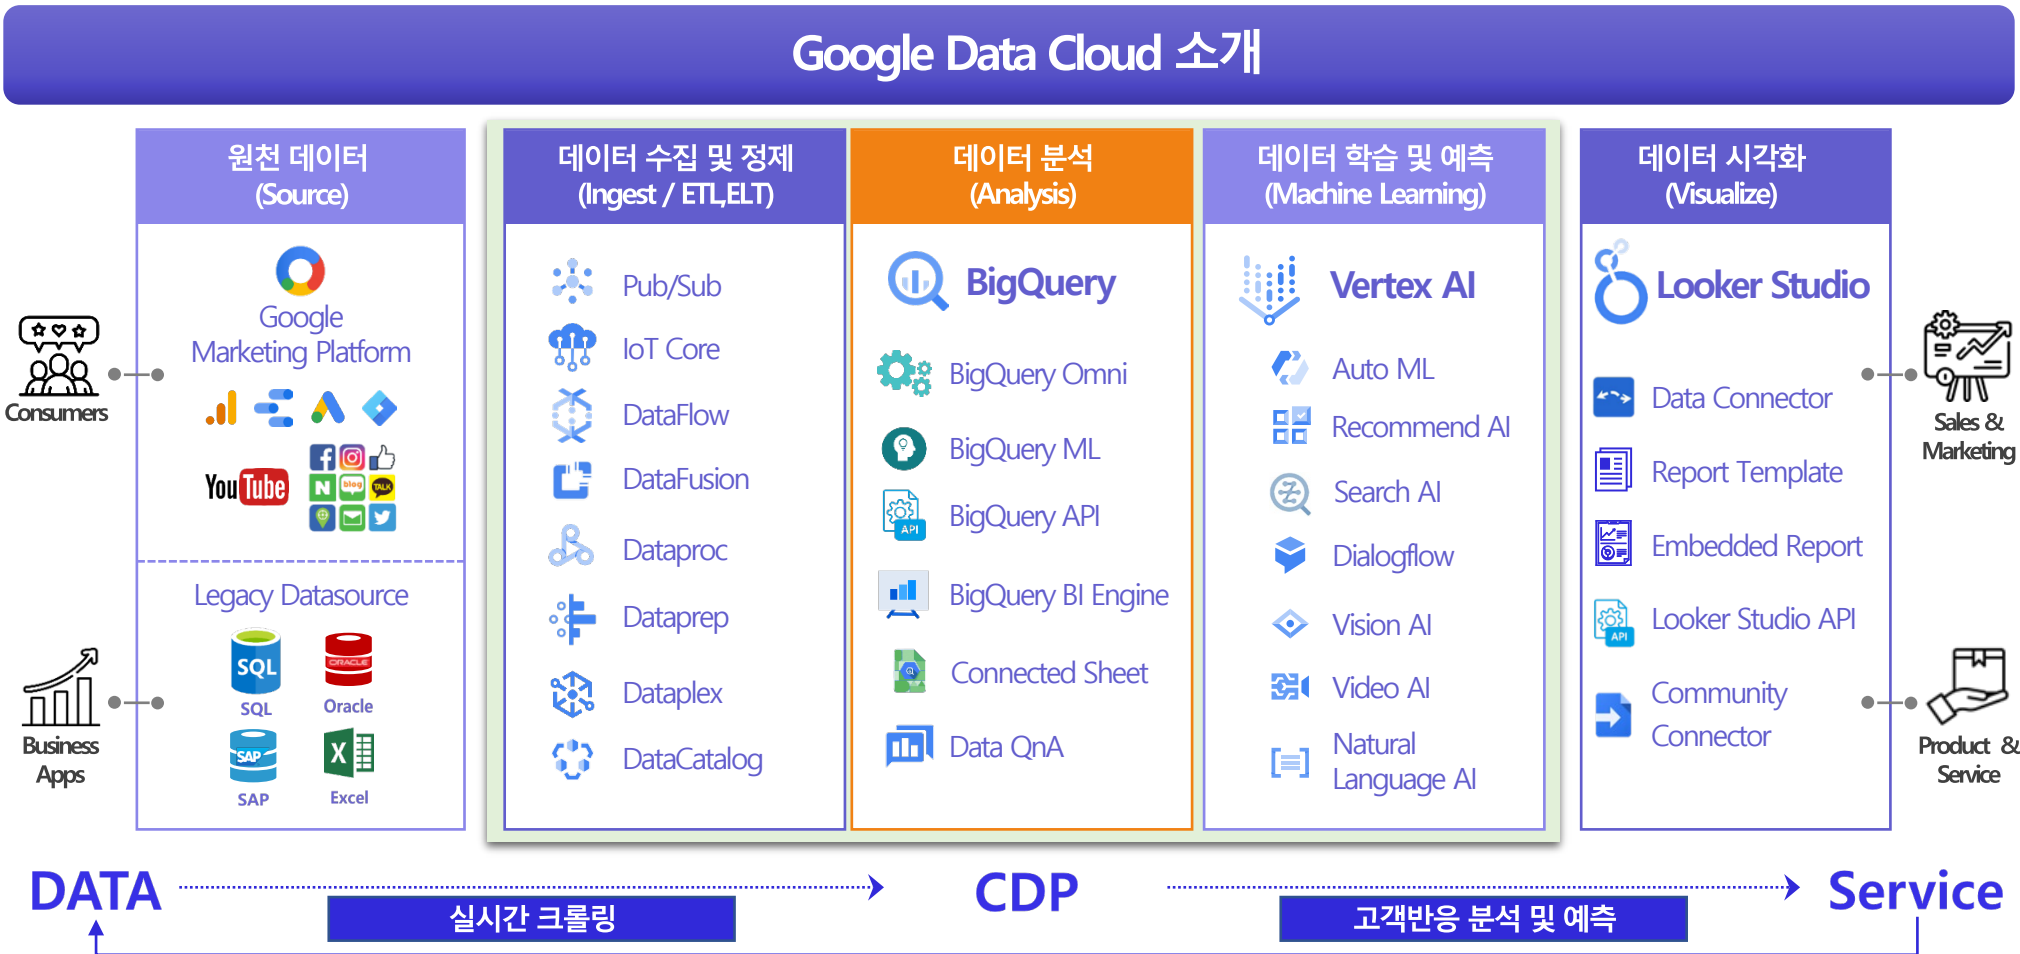 Google Data Cloud 소개
원천 데이터
(Source)
Google
Marketing Platform
YouTube
blog
TALK
N
Legacy Datasource
SQL
SQL
ORACLE
Oracle
SAP
SAP
X
Excel
Consumers
Business
Apps
데이터 수집 및 정제
(Ingest / ETL,ELT)
Pub/Sub
IoT Core
DataFlow
DataFusion
Dataproc
Dataprep
Dataplex
DataCatalog
데이터 분석
(Analysis)
BigQuery
BigQuery Omni
BigQuery ML
API
BigQuery API
BigQuery BI Engine
Connected Sheet
Data QnA
데이터 학습 및 예측
(Machine Learning)
Vertex AI
Auto ML
Recommend AI
Search AI
Dialogflow
Vision AI
Video AI
Natural
Language AI
데이터 시각화
(Visualize)
Looker Studio
Data Connector
Report Template
Embedded Report
API
Looker Studio API
Community
Connector
Sales &
Marketing
Product &
Service
DATA
실시간 크롤링
CDP
고객반응 분석 및 예측
Service